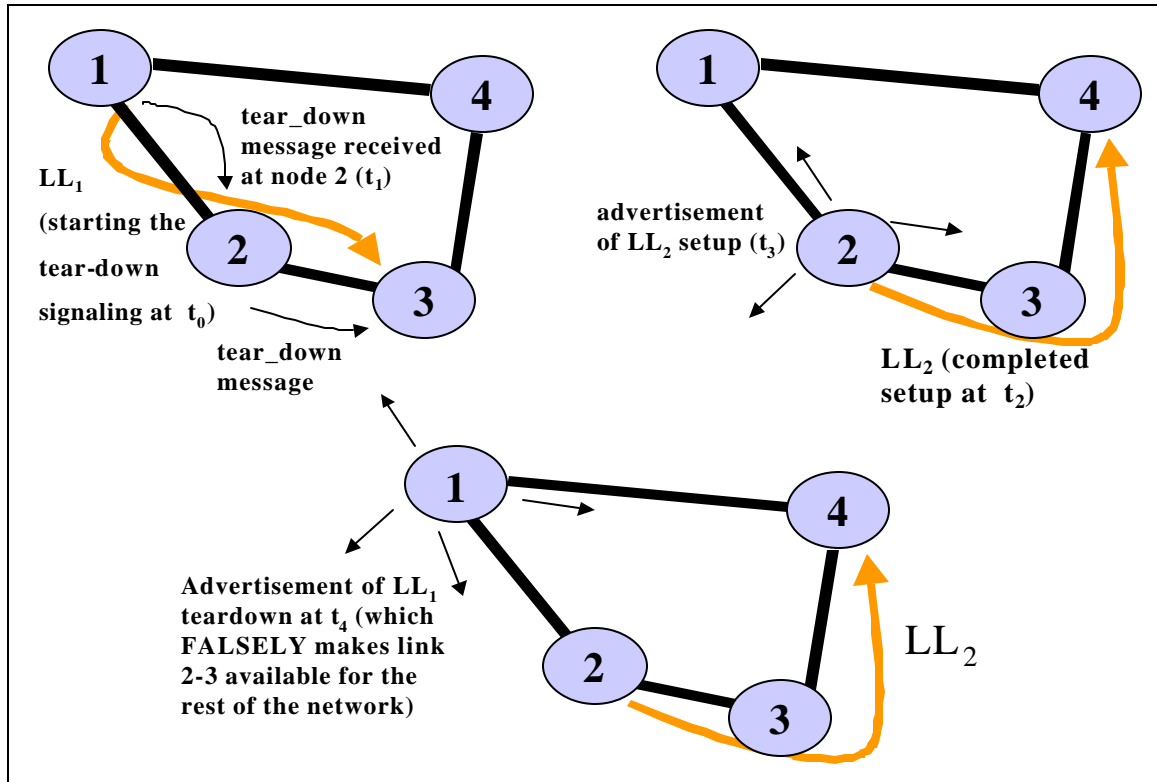 1
4
tear_down
message received
at node 2 (t₁)
LL₁
(starting the
tear-down
signaling at t₀)
2
3
tear_down
message
1
4
advertisement
of LL₂ setup (t₃)
2
3
LL₂ (completed
setup at t₂)
1
4
Advertisement of LL₁
teardown at t₄ (which
FALSELY makes link
2-3 available for the
rest of the network)
2
3
LL₂